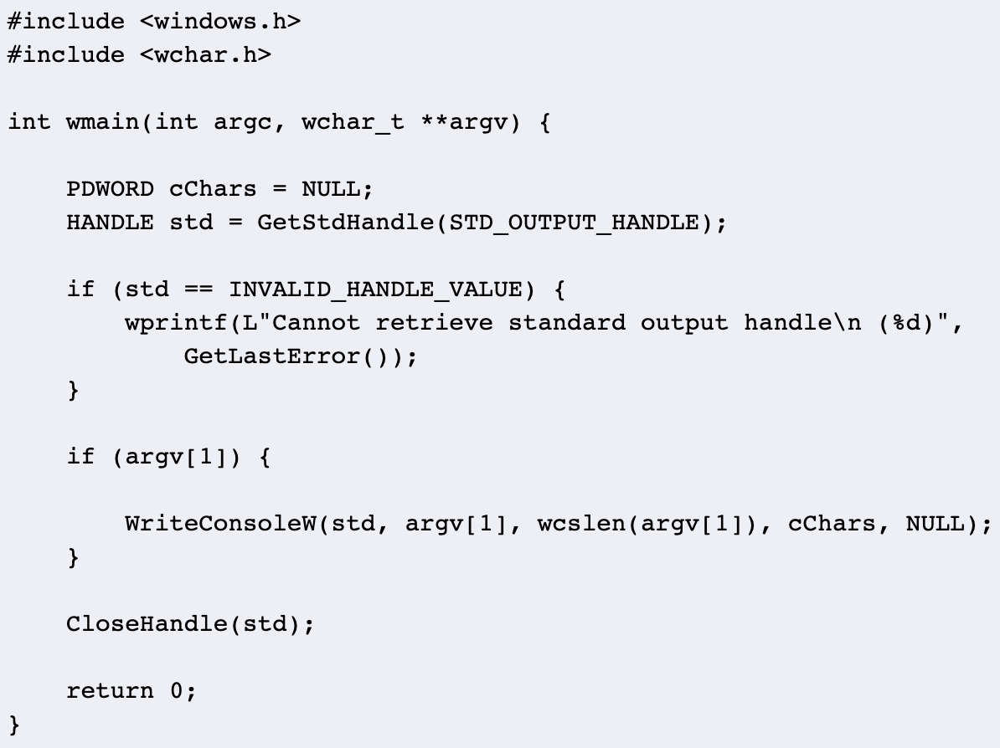 #include <windows.h>
#include <wchar.h>

int wmain(int argc, wchar_t **argv) {

    PDWORD cChars = NULL;
    HANDLE std = GetStdHandle(STD_OUTPUT_HANDLE);

    if (std == INVALID_HANDLE_VALUE) {
        wprintf(L"Cannot retrieve standard output handle\n (%d)",
            GetLastError());
    }

    if (argv[1]) {

        WriteConsoleW(std, argv[1], wcslen(argv[1]), cChars, NULL);
    }

    CloseHandle(std);

    return 0;
}